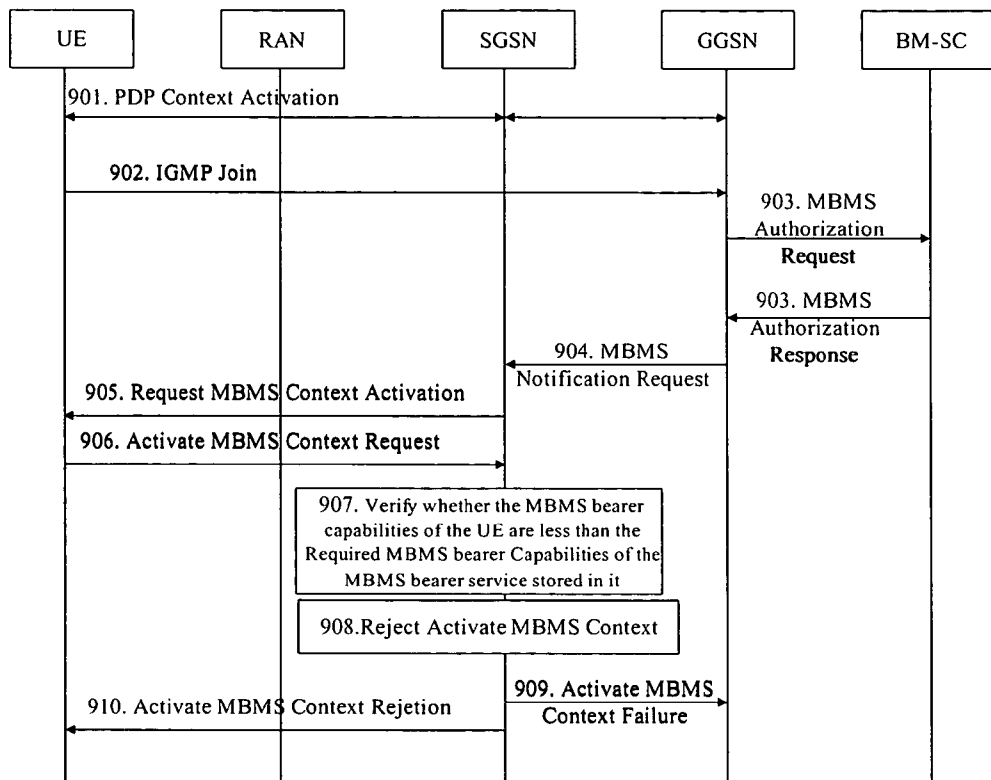 UE
RAN
SGSN
GGSN
BM-SC
901. PDP Context Activation
902. IGMP Join
903. MBMS
Authorization
Request
903. MBMS
Authorization
Response
904. MBMS
Notification Request
905. Request MBMS Context Activation
906. Activate MBMS Context Request
907. Verify whether the MBMS bearer
capabilities of the UE are less than the
Required MBMS bearer Capabilities of the
MBMS bearer service stored in it
908.Reject Activate MBMS Context
909. Activate MBMS
Context Failure
910. Activate MBMS Context Rejetion